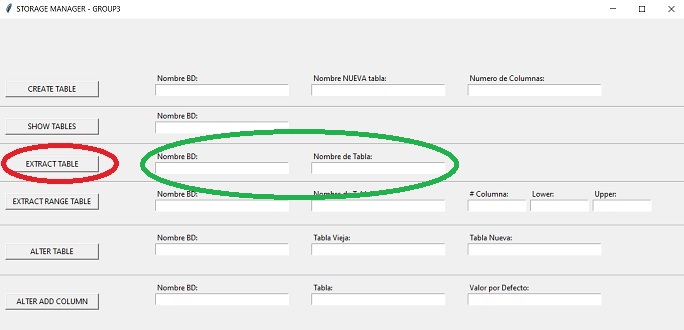 STORAGE MANAGER - GROUP3
Nombre BD: Nombre NUEVA tabla: Numero de Columnas:
CREATE TABLE
Nombre BD:
SHOW TABLES
Nombre BD: Nombre de Tabla:
EXTRACT TABLE
Nombre BD: Nombre de # Columna: Lower: Upper:
EXTRACT RANGE TABLE
Nombre BD: Tabla Vieja: Tabla Nueva:
ALTER TABLE
Nombre BD: Tabla: Valor por Defecto:
ALTER ADD COLUMN